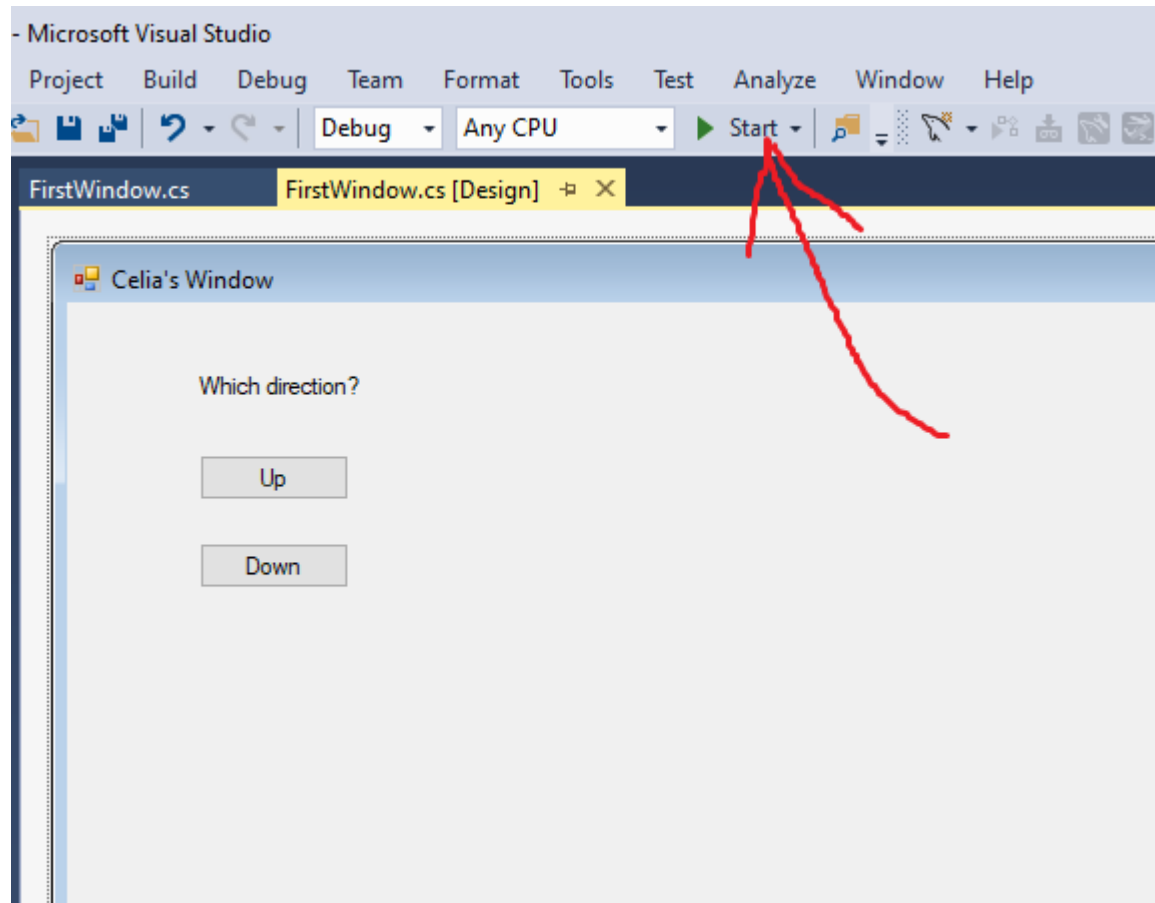 - Microsoft Visual Studio
Project Build Debug Team Format Tools Test Analyze Window Help
Debug Any CPU Start
FirstWindow.cs FirstWindow.cs [Design]
Celia's Window
Which direction?
Up
Down